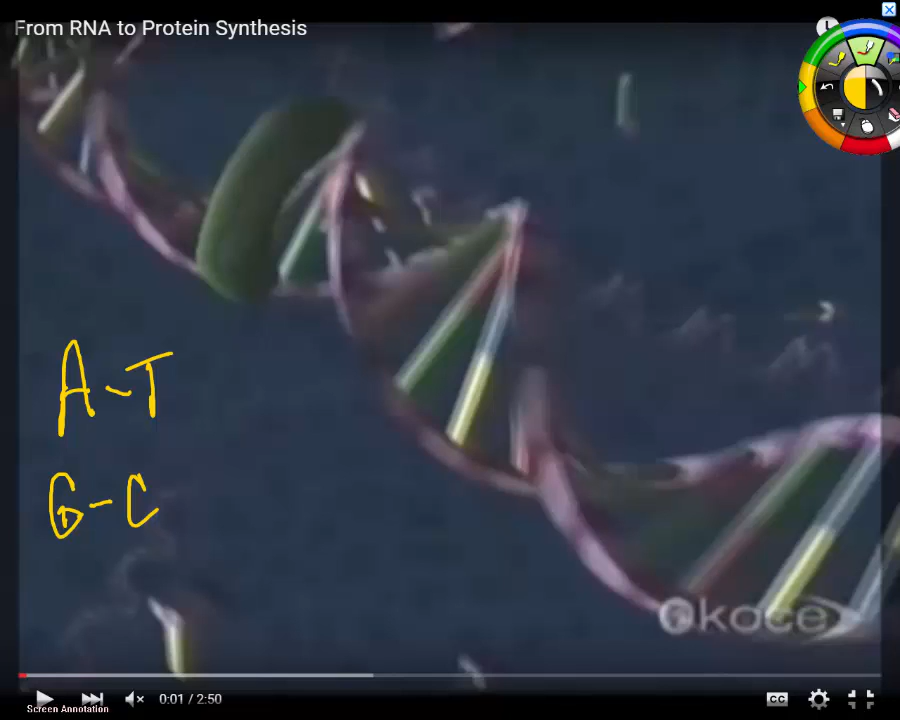 From RNA to Protein Synthesis
A-T
G-C
koce
0:01 / 2:50
CC
Screen Annotation